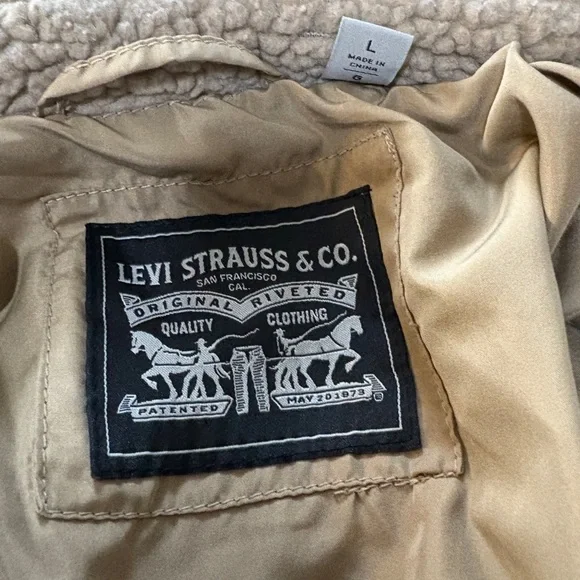 L
MADE IN
CHINA
G
LEVI STRAUSS & CO.
SAN FRANCISCO
CAL.
ORIGINAL RIVETED
QUALITY CLOTHING
PATENTED MAY 20 1873